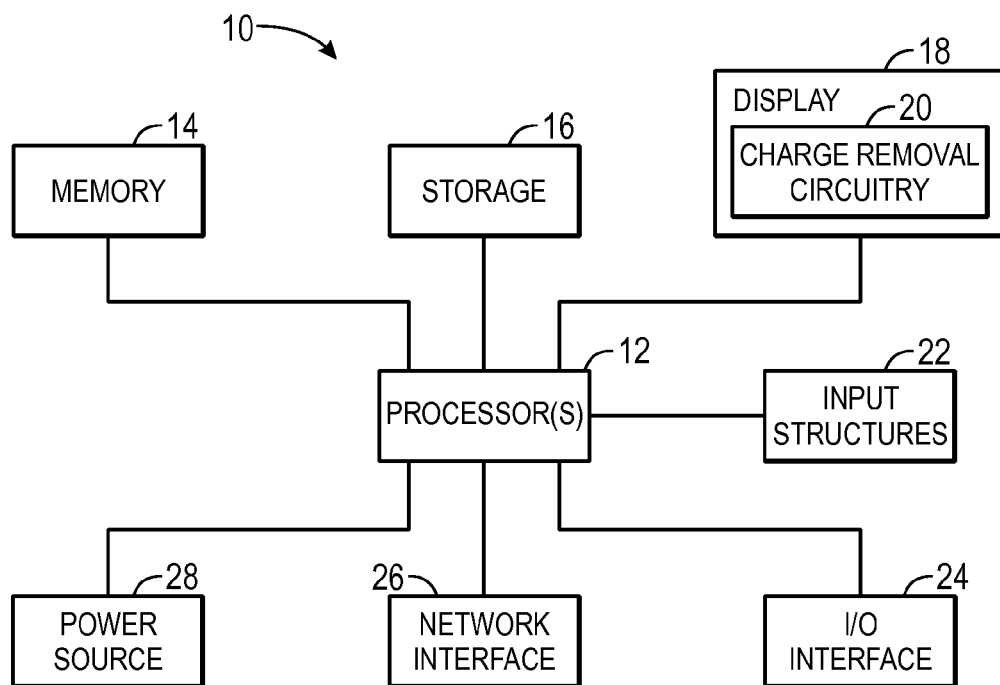 10
18
DISPLAY
14
16
20
MEMORY
STORAGE
CHARGE REMOVAL
CIRCUITRY
12
22
PROCESSOR(S)
INPUT
STRUCTURES
28
26
24
POWER
SOURCE
NETWORK
INTERFACE
I/O
INTERFACE